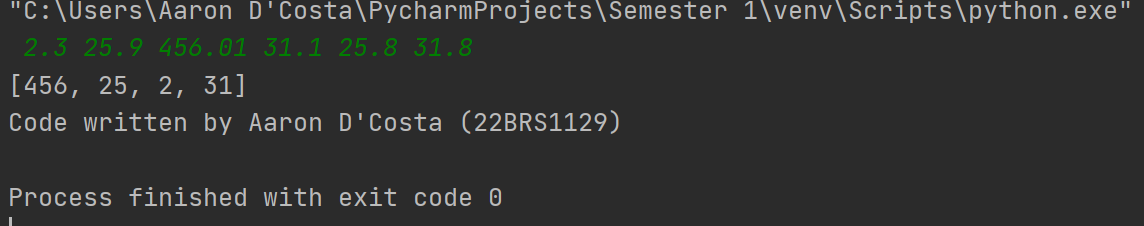 "C:\Users\Aaron D'Costa\PycharmProjects\Semester 1\venv\Scripts\python.exe"
2.3 25.9 456.01 31.1 25.8 31.8
[456, 25, 2, 31]
Code written by Aaron D'Costa (22BRS1129)
Process finished with exit code 0